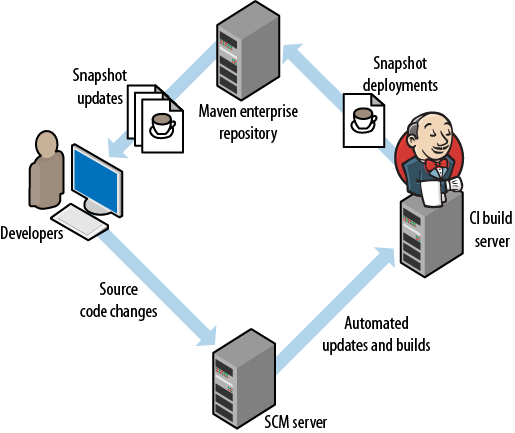 Snapshot
updates
Snapshot
deployments
Maven enterprise
repository
Developers
CI build
server
Source
code changes
Automated
updates and builds
SCM server